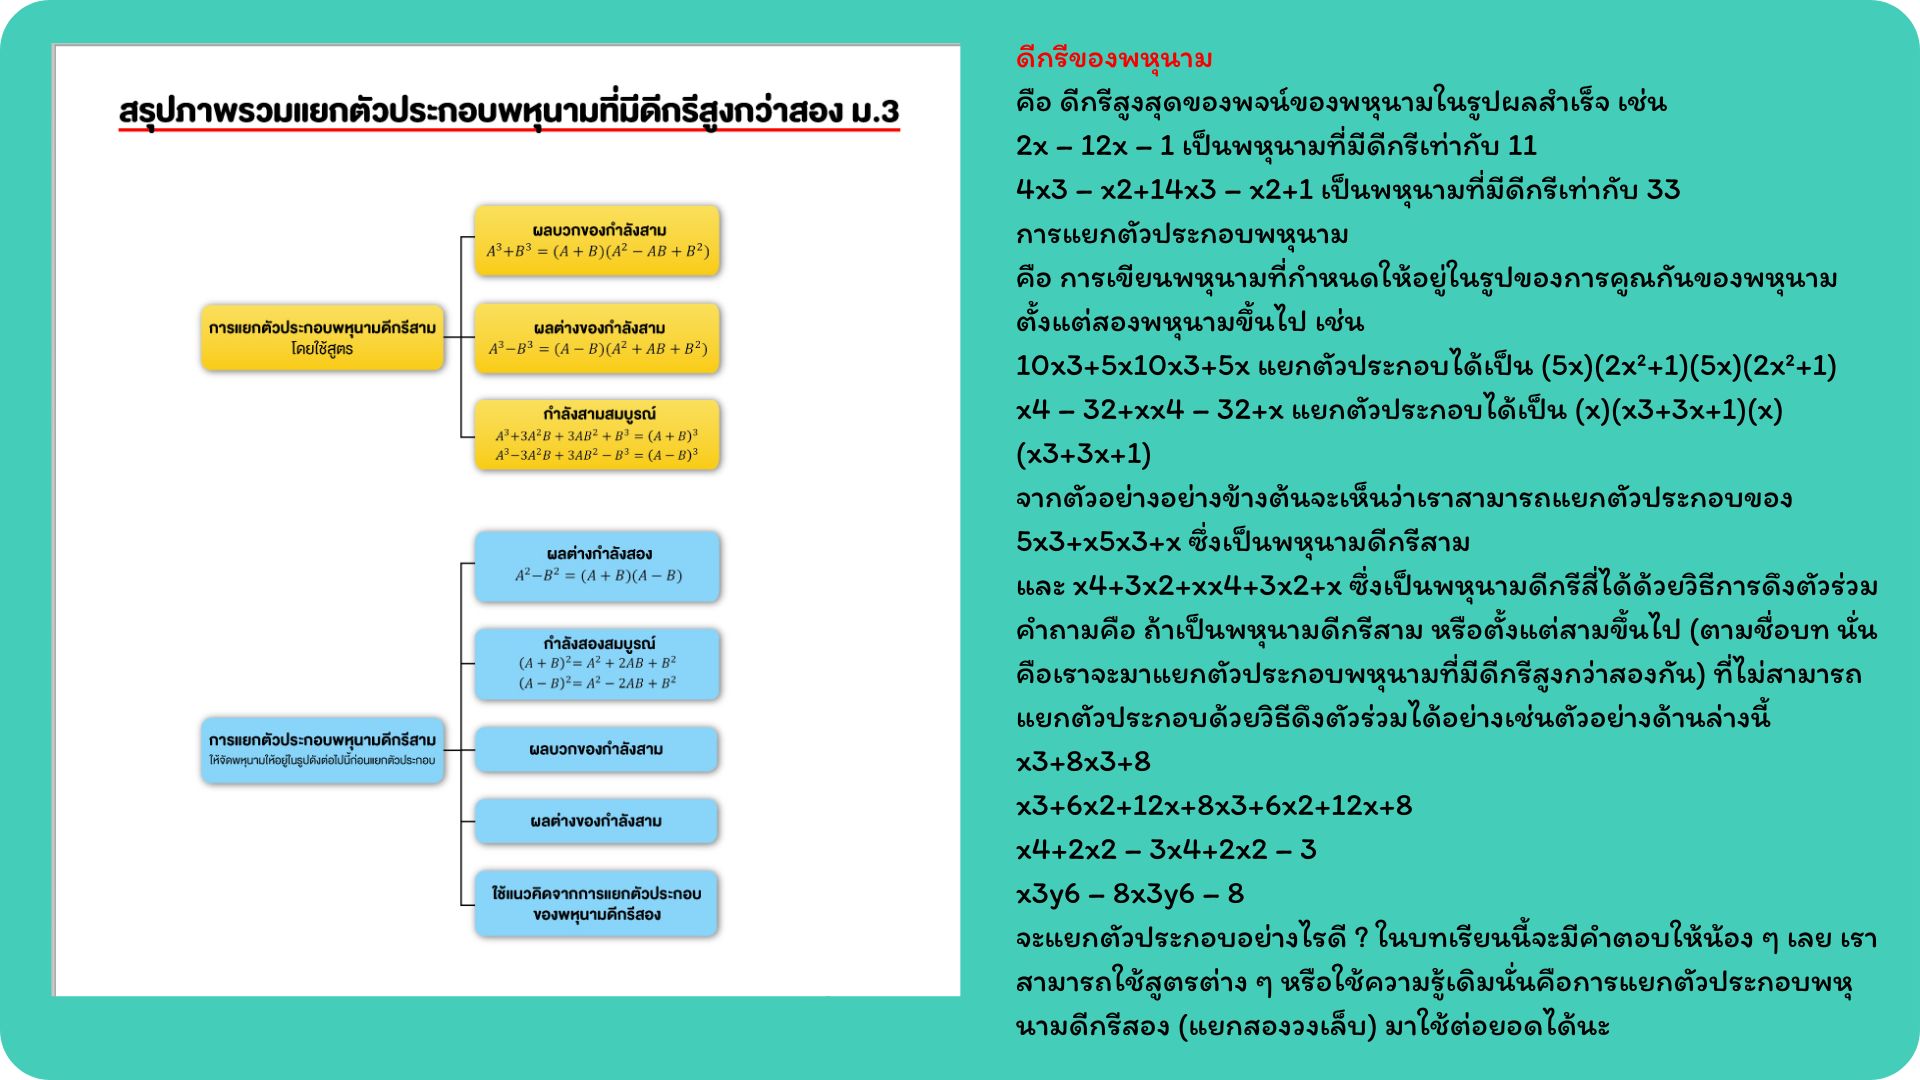 สรุปภาพรวมแยกตัวประกอบพหุนามที่มีดีกรีสูงกว่าสอง ม.3
การแยกตัวประกอบพหุนามดีกรีสาม
โดยใช้สูตร
ผลบวกของกำลังสาม
A³+B³ = (A + B)(A² − AB + B²)
ผลต่างของกำลังสาม
A³−B³ = (A − B)(A² + AB + B²)
กำลังสามสมบูรณ์
A³+3A²B + 3AB² + B³ = (A + B)³
A³−3A²B + 3AB² − B³ = (A − B)³
การแยกตัวประกอบพหุนามดีกรีสาม
ให้จัดพหุนามให้อยู่ในรูปดังต่อไปนี้ก่อนแยกตัวประกอบ
ผลต่างกำลังสอง
A²−B² = (A + B)(A − B)
กำลังสองสมบูรณ์
(A + B)²= A² + 2AB + B²
(A − B)²= A² − 2AB + B²
ผลบวกของกำลังสาม
ผลต่างของกำลังสาม
ใช้แนวคิดจากการแยกตัวประกอบ
ของพหุนามดีกรีสอง
ดีกรีของพหุนาม
คือ ดีกรีสูงสุดของพจน์ของพหุนามในรูปผลสำเร็จ เช่น
2x – 12x – 1 เป็นพหุนามที่มีดีกรีเท่ากับ 11
4x3 – x2+14x3 – x2+1 เป็นพหุนามที่มีดีกรีเท่ากับ 33
การแยกตัวประกอบพหุนาม
คือ การเขียนพหุนามที่กำหนดให้อยู่ในรูปของการคูณกันของพหุนาม
ตั้งแต่สองพหุนามขึ้นไป เช่น
10x3+5x10x3+5x แยกตัวประกอบได้เป็น (5x)(2x²+1)(5x)(2x²+1)
x4 – 32+xx4 – 32+x แยกตัวประกอบได้เป็น (x)(x3+3x+1)(x)
(x3+3x+1)
จากตัวอย่างอย่างข้างต้นจะเห็นว่าเราสามารถแยกตัวประกอบของ
5x3+x5x3+x ซึ่งเป็นพหุนามดีกรีสาม
และ x4+3x2+xx4+3x2+x ซึ่งเป็นพหุนามดีกรีสี่ได้ด้วยวิธีการดึงตัวร่วม
คำถามคือ ถ้าเป็นพหุนามดีกรีสาม หรือตั้งแต่สามขึ้นไป (ตามชื่อบท นั่น
คือเราจะมาแยกตัวประกอบพหุนามที่มีดีกรีสูงกว่าสองกัน) ที่ไม่สามารถ
แยกตัวประกอบด้วยวิธีดึงตัวร่วมได้อย่างเช่นตัวอย่างด้านล่างนี้
x3+8x3+8
x3+6x2+12x+8x3+6x2+12x+8
x4+2x2 – 3x4+2x2 – 3
x3y6 – 8x3y6 – 8
จะแยกตัวประกอบอย่างไรดี ? ในบทเรียนนี้จะมีคำตอบให้น้อง ๆ เลย เรา
สามารถใช้สูตรต่าง ๆ หรือใช้ความรู้เดิมนั่นคือการแยกตัวประกอบพหุ
นามดีกรีสอง (แยกสองวงเล็บ) มาใช้ต่อยอดได้นะ